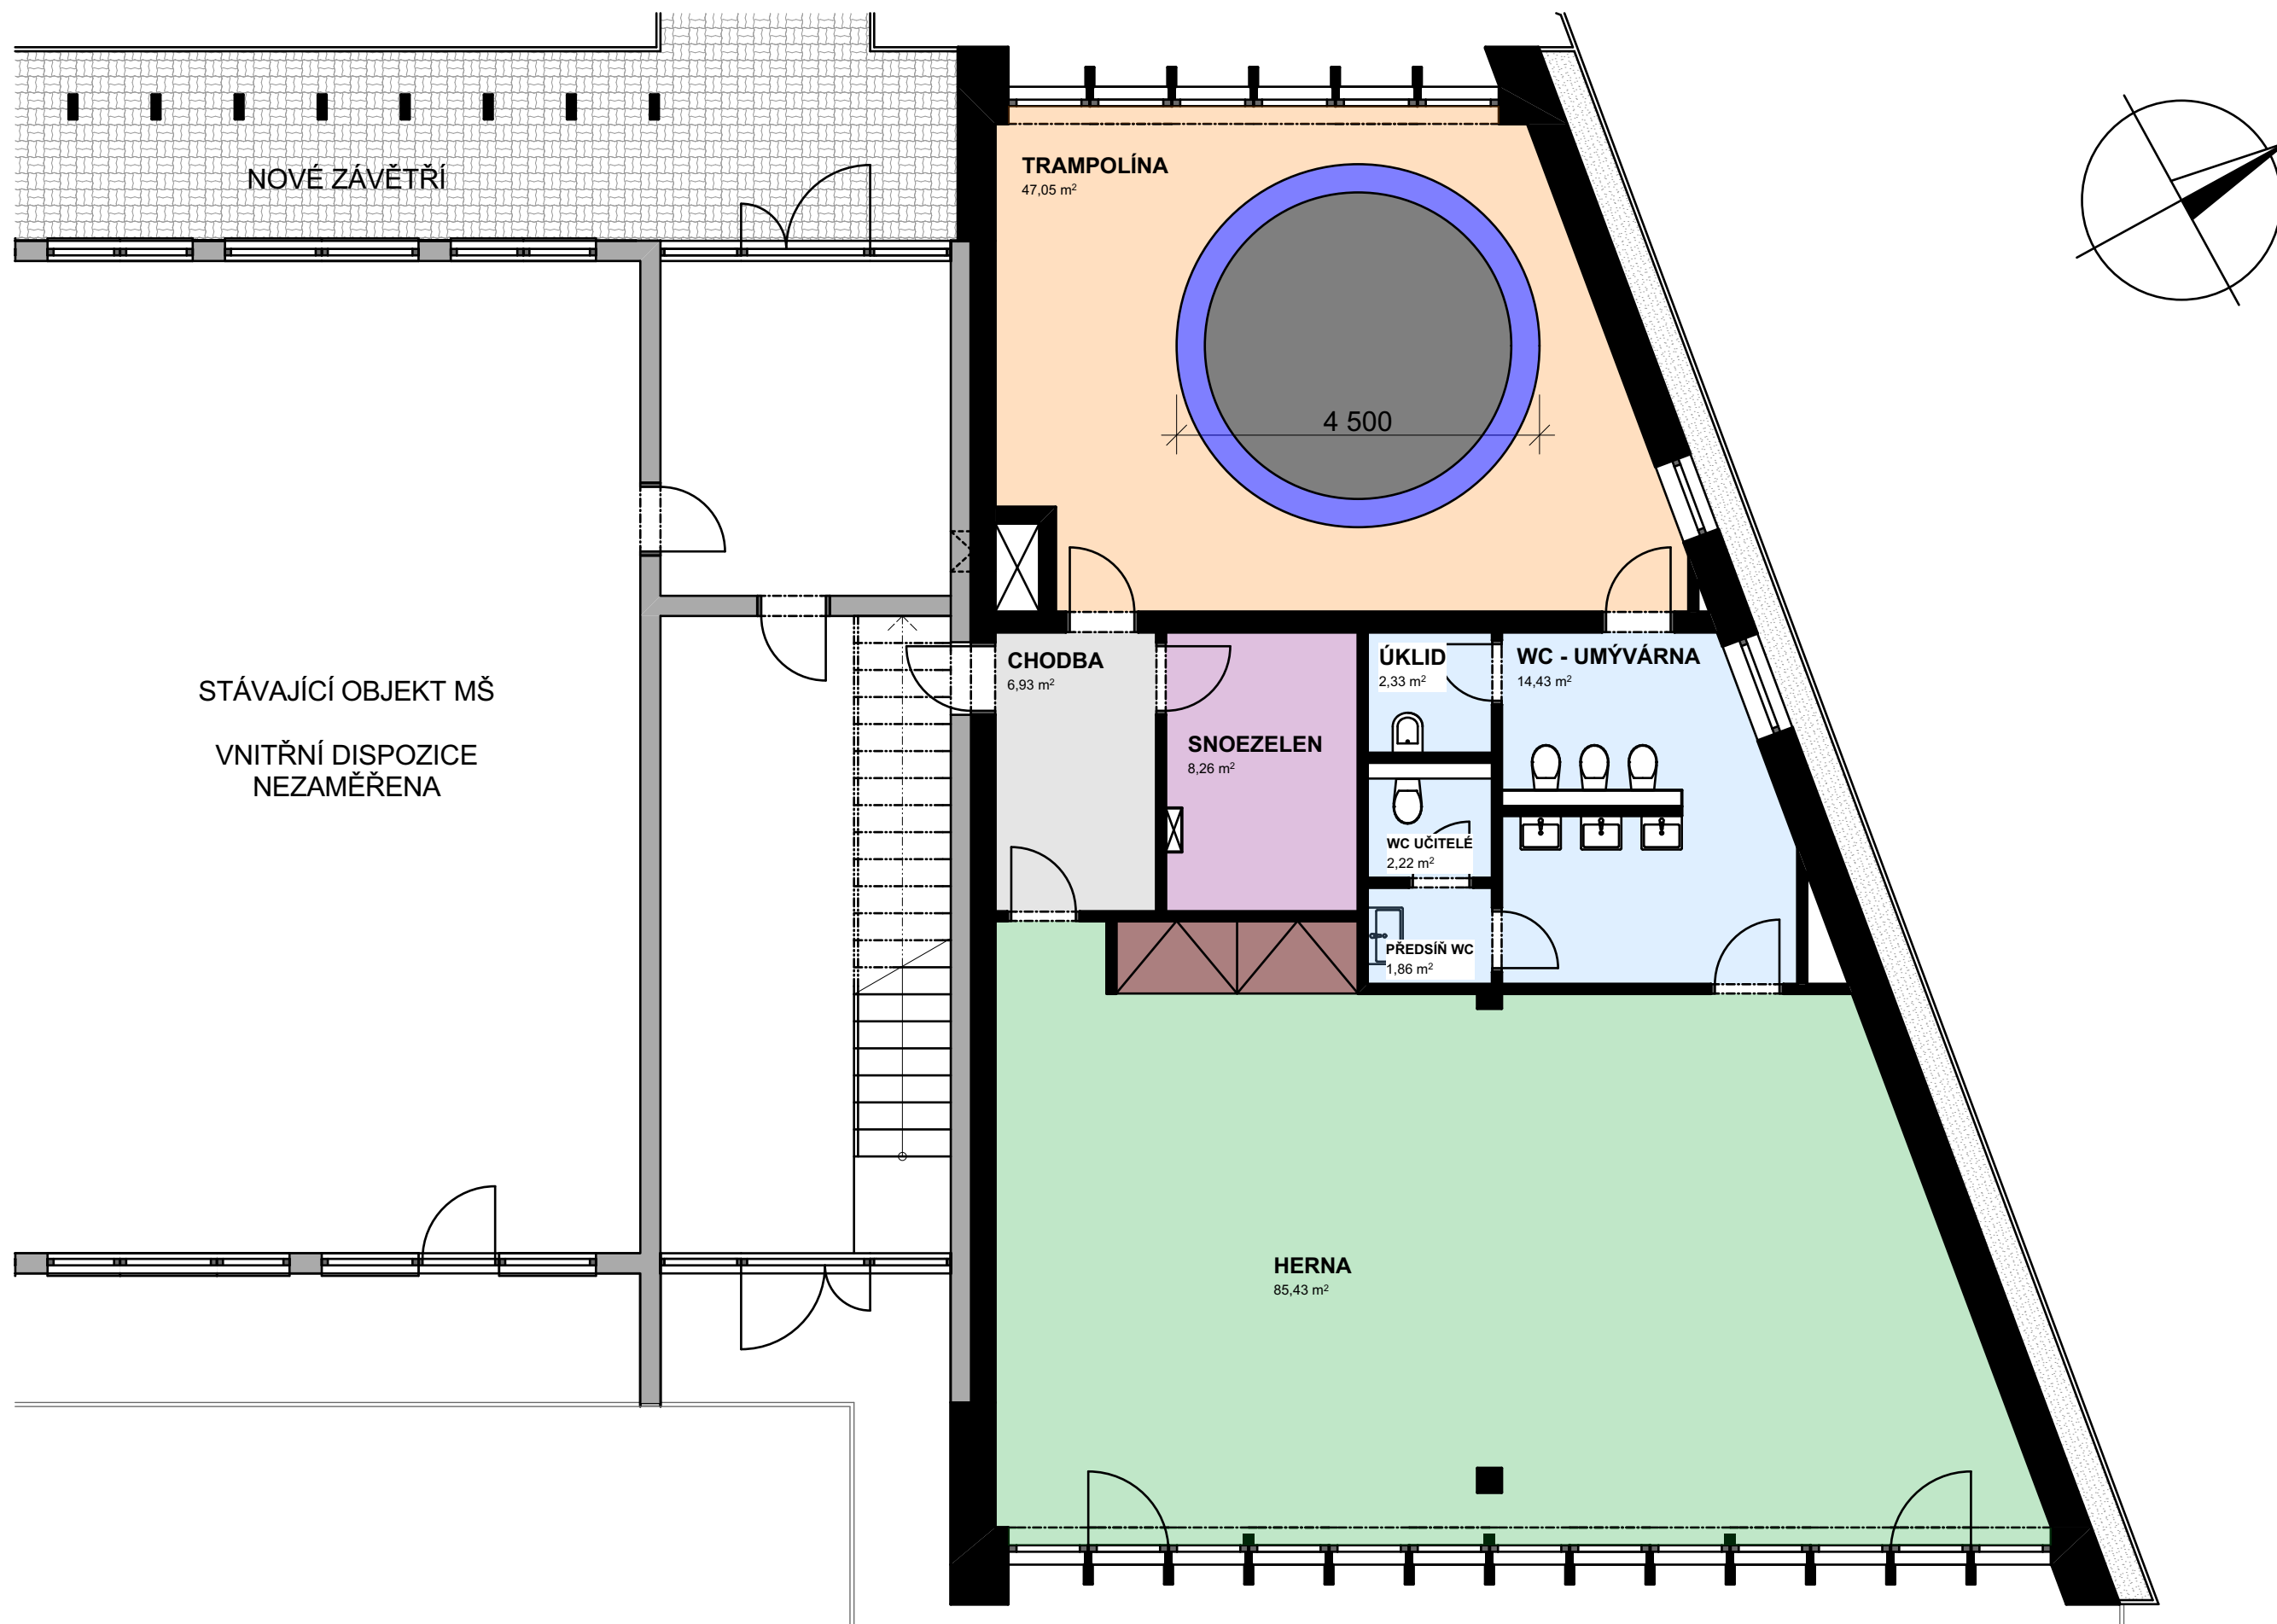 NOVÉ ZÁVĚTŘÍ
TRAMPOLÍNA
47,05 m²
4 500
STÁVAJÍCÍ OBJEKT MŠ
VNITŘNÍ DISPOZICE
NEZAMĚŘENA
CHODBA
6,93 m²
SNOEZELEN
8,26 m²
ÚKLID
2,33 m²
WC - UMÝVÁRNA
14,43 m²
WC UČITELÉ
2,22 m²
PŘEDSÍŇ WC
1,86 m²
HERNA
85,43 m²